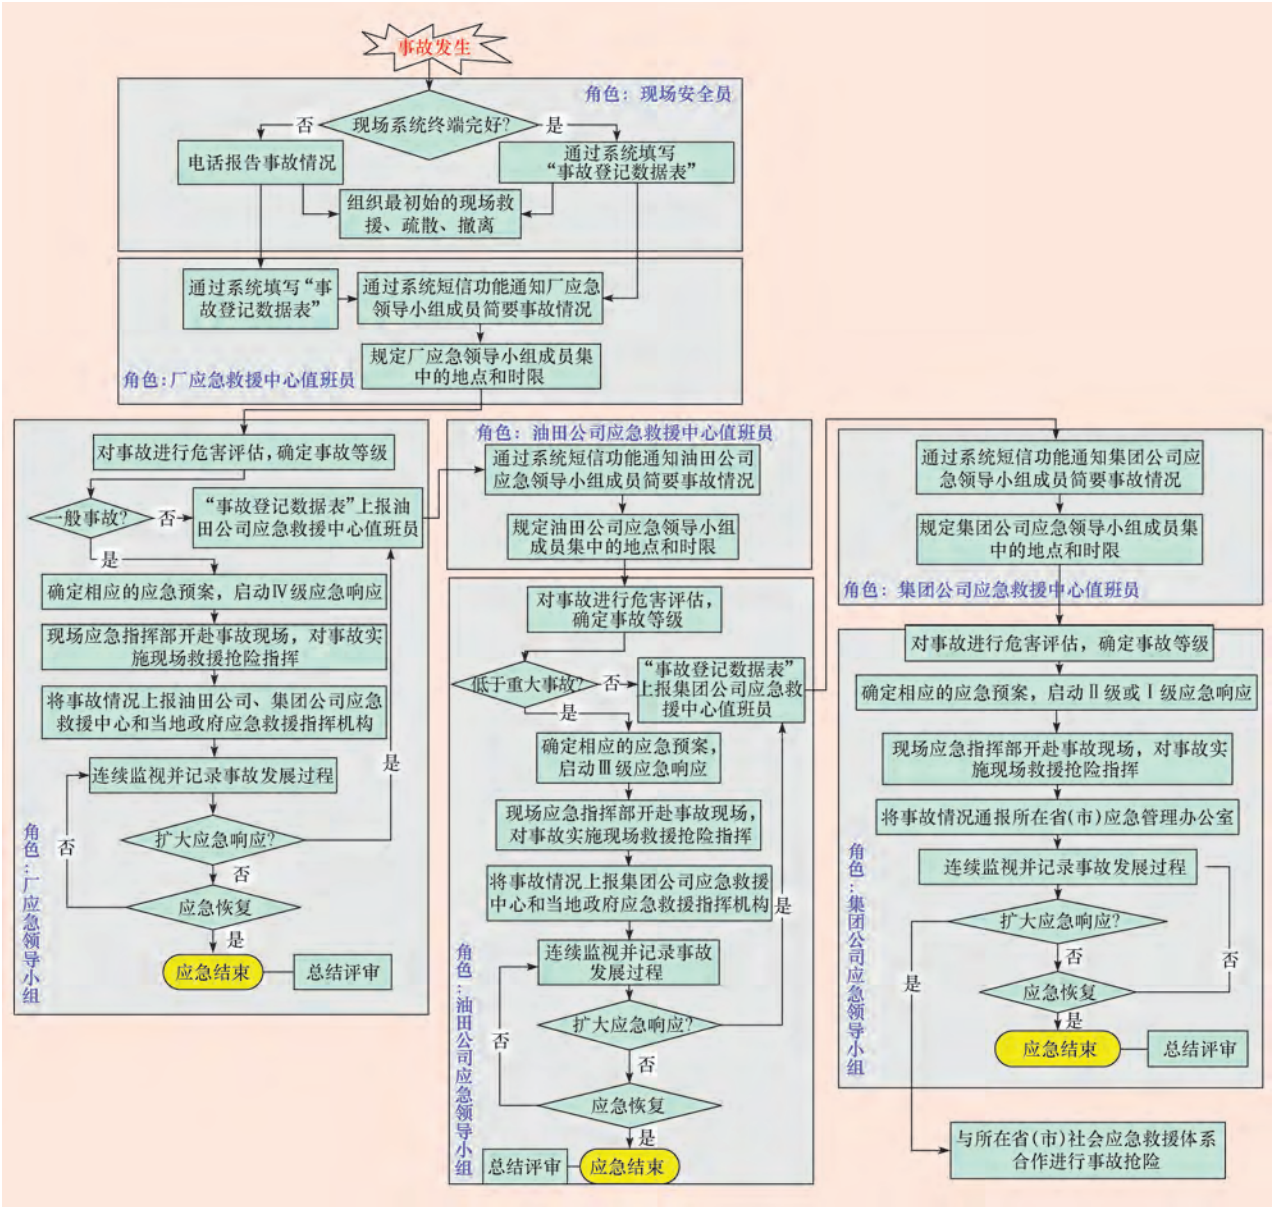 事故发生
角色：现场安全员
现场系统终端完好?
否
是
电话报告事故情况
通过系统填写
“事故登记数据表”
组织最初始的现场救
援、疏散、撤离
通过系统填写“事
故登记数据表”
通过系统短信功能通知厂应急
领导小组成员简要事故情况
规定厂应急领导小组成员集
中的地点和时限
角色:厂应急救援中心值班员
对事故进行危害评估,确定事故等级
一般事故?
否
“事故登记数据表”上报油
田公司应急救援中心值班员
是
确定相应的应急预案，启动Ⅳ级应急响应
现场应急指挥部开赴事故现场，对事故实
施现场救援抢险指挥
将事故情况上报油田公司、集团公司应急
救援中心和当地政府应急救援指挥机构
是
连续监视并记录事故发展过程
扩大应急响应?
否
否
应急恢复
是
应急结束
总结评审
角色:厂应急领导小组
角色：油田公司应急救援中心值班员
通过系统短信功能通知油田公司
应急领导小组成员简要事故情况
规定油田公司应急领导小组
成员集中的地点和时限
对事故进行危害评估，
确定事故等级
低于重大事故?
否
“事故登记数据表”
上报集团公司应急救
援中心值班员
是
确定相应的应急预案，
启动Ⅲ级应急响应
现场应急指挥部开赴事故现场，
对事故实施现场救援抢险指挥
将事故情况上报集团公司应急救援
中心和当地政府应急救援指挥机构
是
连续监视并记录事故
发展过程
扩大应急响应?
否
否
应急恢复
是
总结评审
应急结束
角色:油田公司应急领导小组
通过系统短信功能通知集团公司应
急领导小组成员简要事故情况
规定集团公司应急领导小组成员集
中的地点和时限
角色：集团公司应急救援中心值班员
对事故进行危害评估，确定事故等级
确定相应的应急预案，启动Ⅱ级或Ⅰ级应急响应
现场应急指挥部开赴事故现场，对事故实
施现场救援抢险指挥
将事故情况通报所在省(市)应急管理办公室
连续监视并记录事故发展过程
扩大应急响应?
否
否
是
应急恢复
是
应急结束
总结评审
角色:集团公司应急领导小组
与所在省(市)社会应急救援体系
合作进行事故抢险